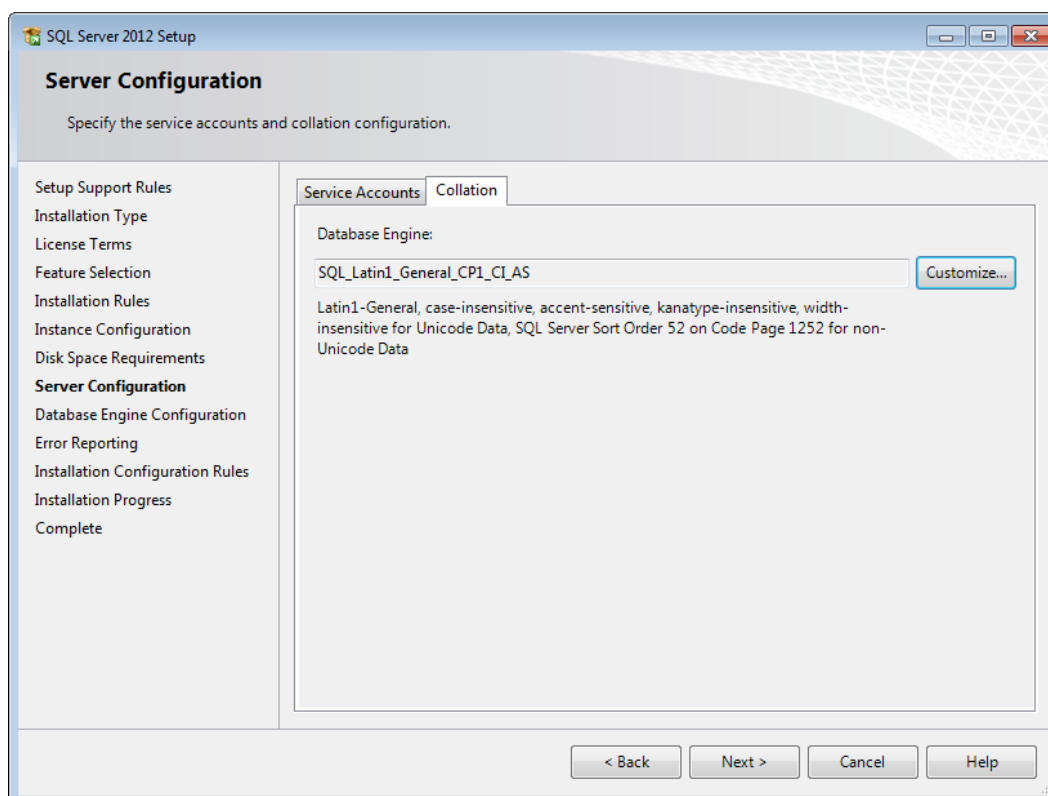 SQL Server 2012 Setup
Server Configuration
Specify the service accounts and collation configuration.
Setup Support Rules
Installation Type
License Terms
Feature Selection
Installation Rules
Instance Configuration
Disk Space Requirements
Server Configuration
Database Engine Configuration
Error Reporting
Installation Configuration Rules
Installation Progress
Complete
Service Accounts
Collation
Database Engine:
SQL_Latin1_General_CP1_CI_AS
Customize...
Latin1-General, case-insensitive, accent-sensitive, kanatype-insensitive, width-
insensitive for Unicode Data, SQL Server Sort Order 52 on Code Page 1252 for non-
Unicode Data
< Back
Next >
Cancel
Help